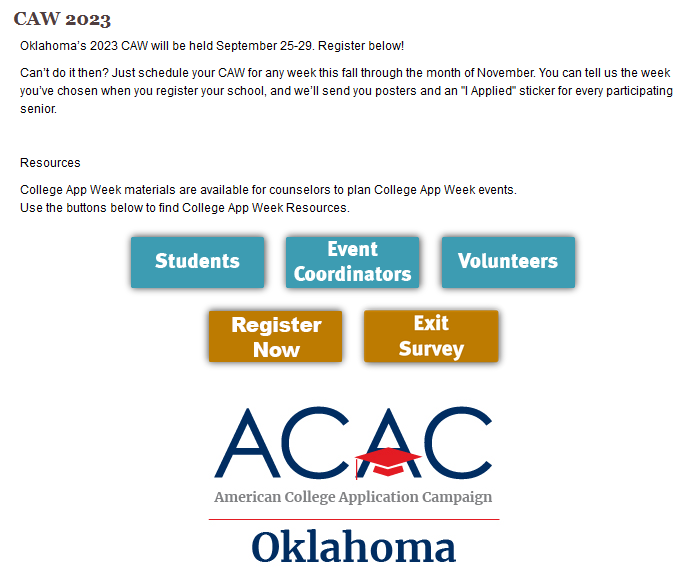 CAW 2023
Oklahoma's 2023 CAW will be held September 25-29. Register below!
Can't do it then? Just schedule your CAW for any week this fall through the month of November. You can tell us the week
you've chosen when you register your school, and we'll send you posters and an "I Applied" sticker for every participating
senior.
Resources
College App Week materials are available for counselors to plan College App Week events.
Use the buttons below to find College App Week Resources.
Students
Event
Coordinators
Volunteers
Register
Now
Exit
Survey
ACAC
American College Application Campaign
Oklahoma